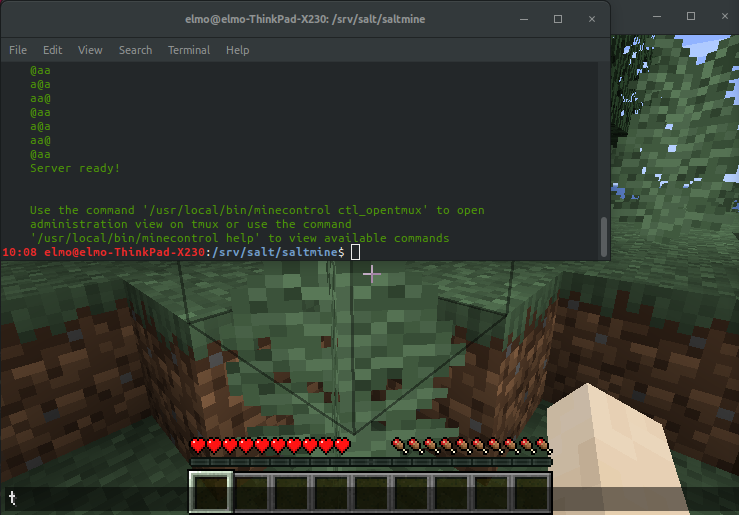 elmo@elmo-ThinkPad-X230: /srv/salt/saltmine
File Edit View Search Terminal Help
@aa
a@a
aa@
@aa
a@a
aa@
@aa
Server ready!
Use the command '/usr/local/bin/minecontrol ctl_opentmux' to open
administration view on tmux or use the command
'/usr/local/bin/minecontrol help' to view available commands
10:08 elmo@elmo-ThinkPad-X230:/srv/salt/saltmine$
t